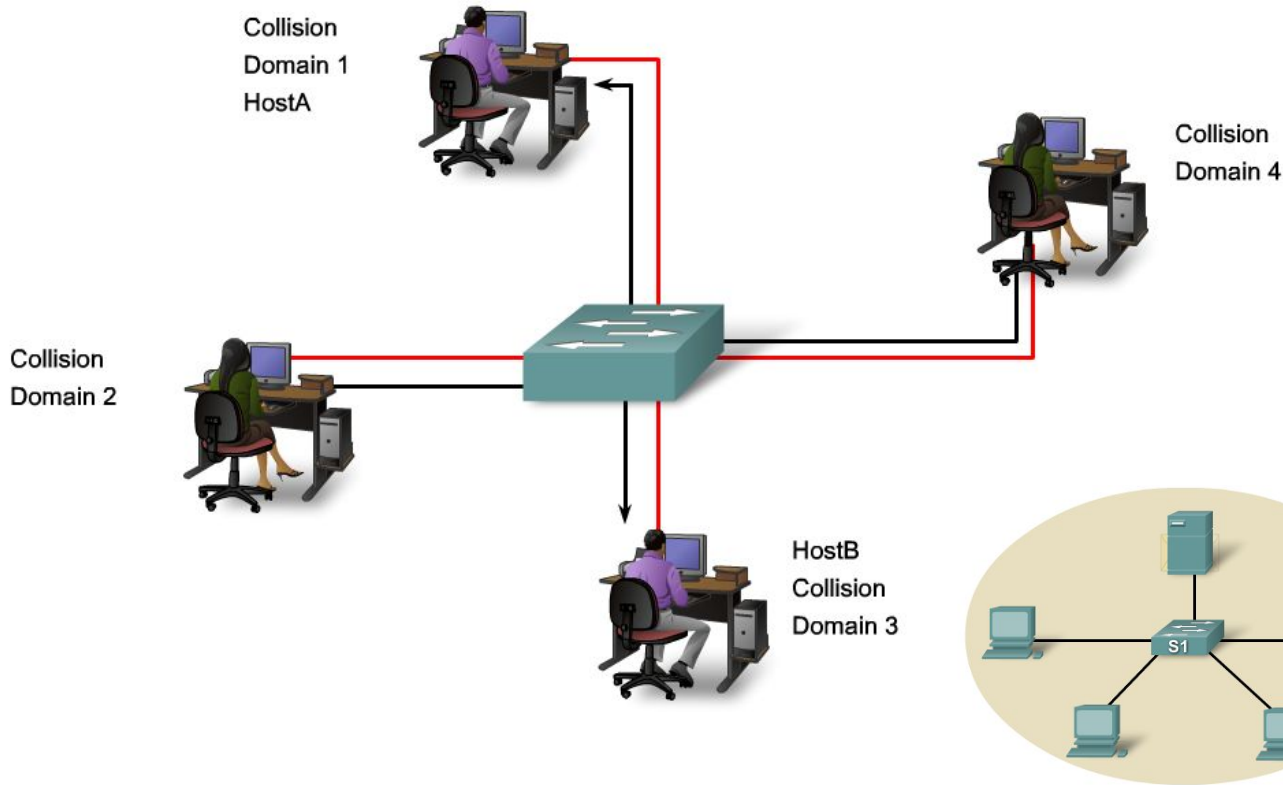 Collision
Domain 1
HostA
Collision
Domain 4
Collision
Domain 2
HostB
Collision
Domain 3
S1